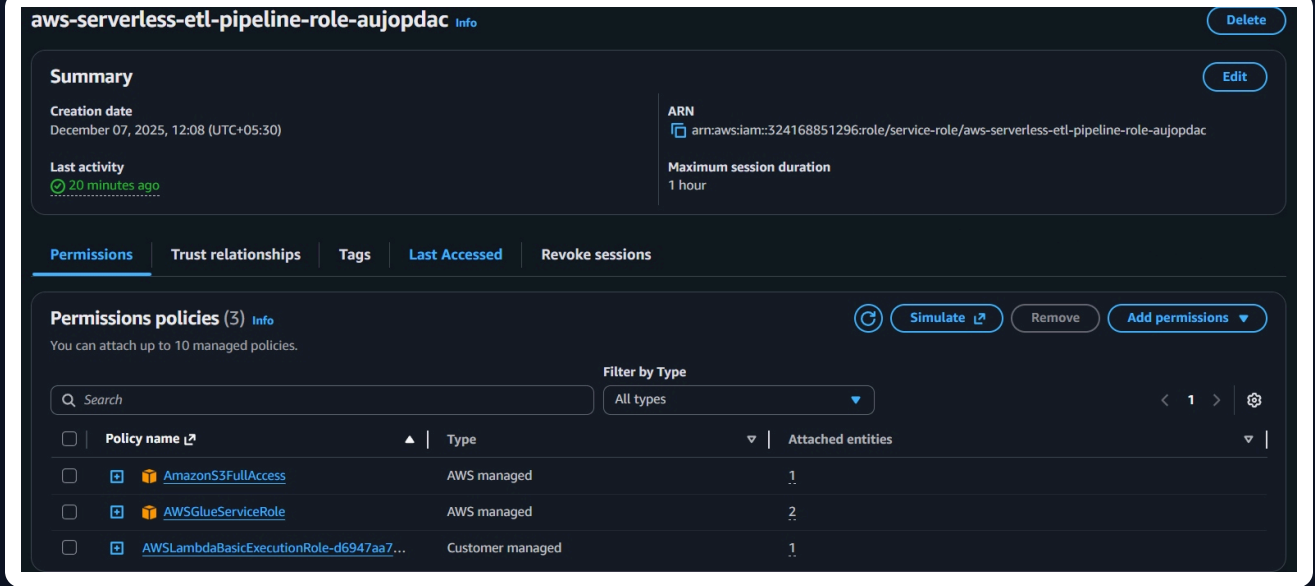 aws-serverless-etl-pipeline-role-aujopdac Info
Delete
Summary
Edit
Creation date
December 07, 2025, 12:08 (UTC+05:30)
ARN
arn:aws:iam::324168851296:role/service-role/aws-serverless-etl-pipeline-role-aujopdac
Last activity
20 minutes ago
Maximum session duration
1 hour
Permissions Trust relationships Tags Last Accessed Revoke sessions
Permissions policies (3) Info
Simulate Remove Add permissions
You can attach up to 10 managed policies.
Filter by Type
Search
All types
1
Policy name Type Attached entities
AmazonS3FullAccess AWS managed 1
AWSGlueServiceRole AWS managed 2
AWSLambdaBasicExecutionRole-d6947aa7... Customer managed 1